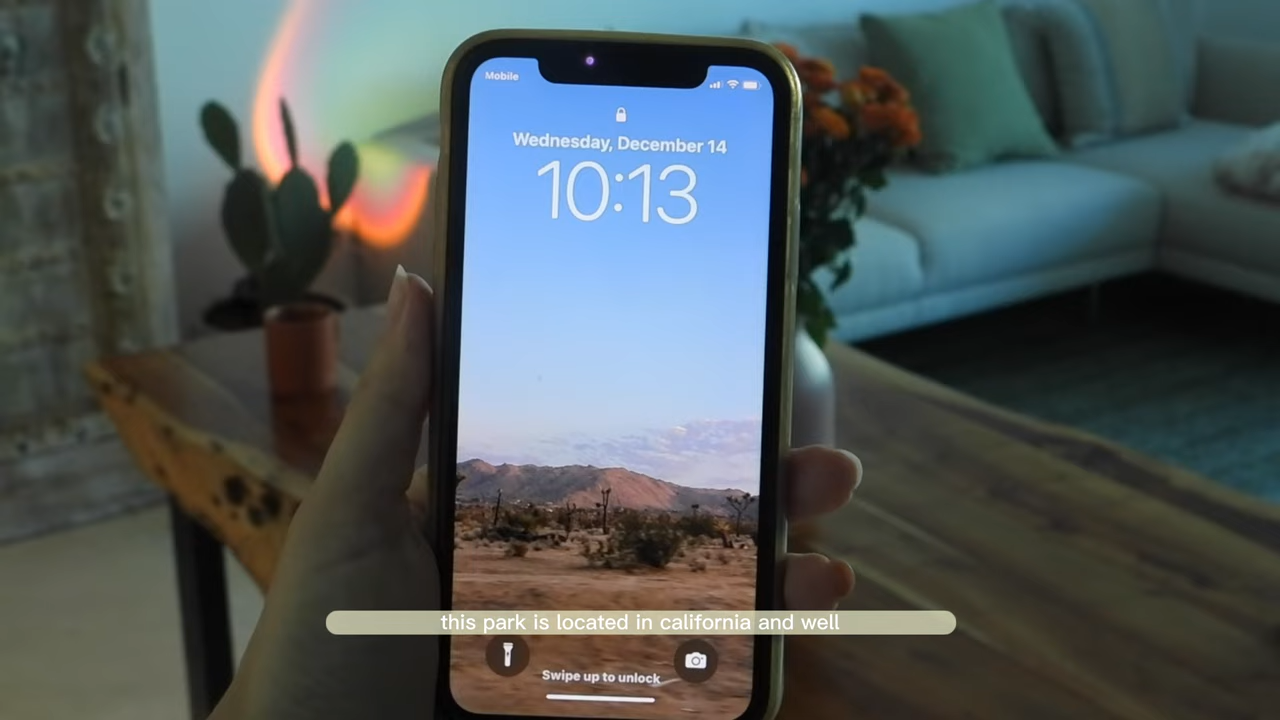 Mobile
Wednesday, December 14
10:13
this park is located in california and well
Swipe up to unlock